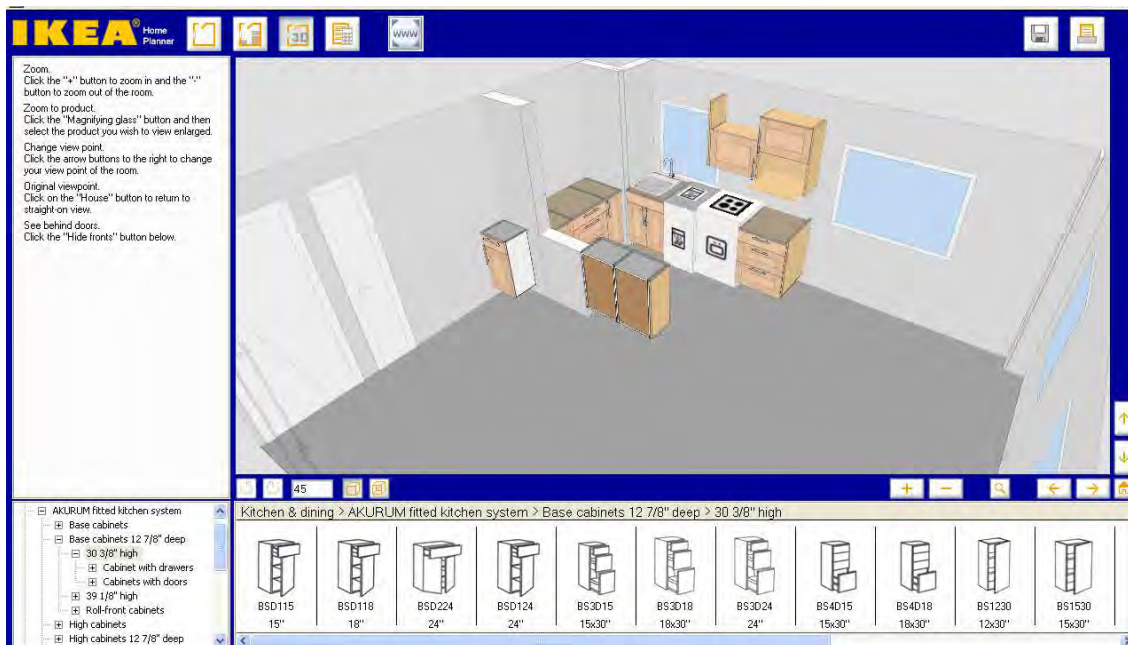 IKEA® Home
Planner
3D
WWW
Zoom.
Click the "+" button to zoom in and the "-"
button to zoom out of the room.
Zoom to product.
Click the "Magnifying glass" button and then
select the product you wish to view enlarged.
Change view point.
Click the arrow buttons to the right to change
your view point of the room.
Original viewpoint.
Click on the "House" button to return to
straight-on view.
See behind doors.
Click the "Hide fronts" button below.
45
AKURUM fitted kitchen system
Base cabinets
Base cabinets 12 7/8" deep
30 3/8" high
Cabinet with drawers
Cabinets with doors
39 1/8" high
Roll-front cabinets
High cabinets
High cabinets 12 7/8" deep
Kitchen & dining > AKURUM fitted kitchen system > Base cabinets 12 7/8" deep > 30 3/8" high
BSD115 BSD118 BSD224 BSD124 BS3D15 BS3D18 BS3D24 BS4D15 BS4D18 BS1230 BS1530
15" 18" 24" 24" 15x30" 18x30" 24" 15x30" 18x30" 12x30" 15x30"